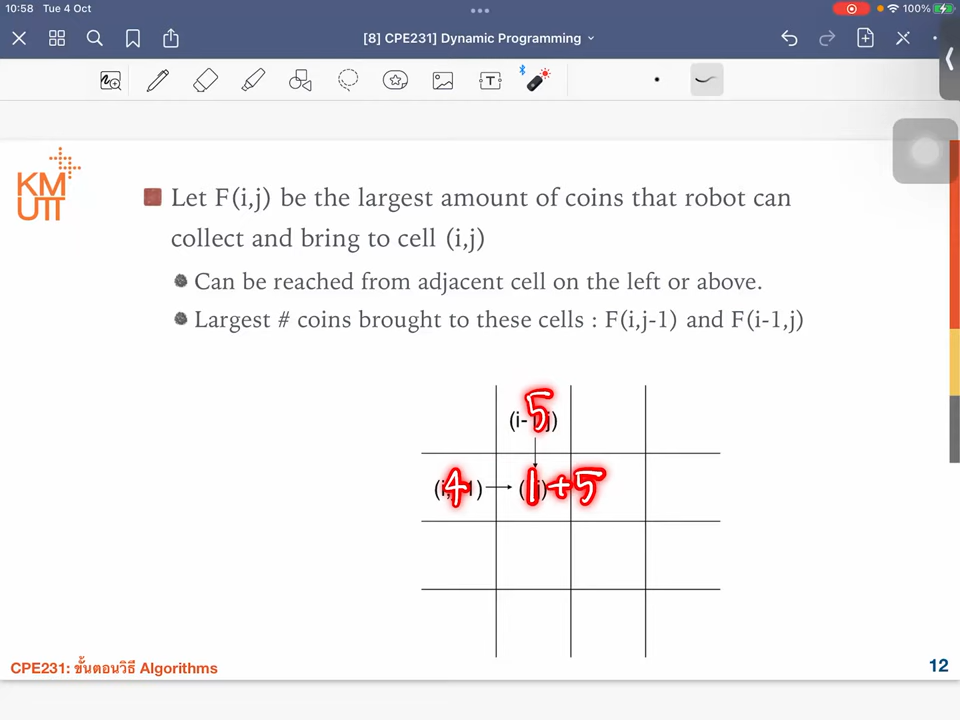 10:58 Tue 4 Oct
100%
[8] CPE231] Dynamic Programming
T
KM
UTT
Let F(i,j) be the largest amount of coins that robot can
collect and bring to cell (i,j)
Can be reached from adjacent cell on the left or above.
Largest # coins brought to these cells : F(i,j-1) and F(i-1,j)
5
4 1+5
CPE231: ขั้นตอนวิธี Algorithms
12